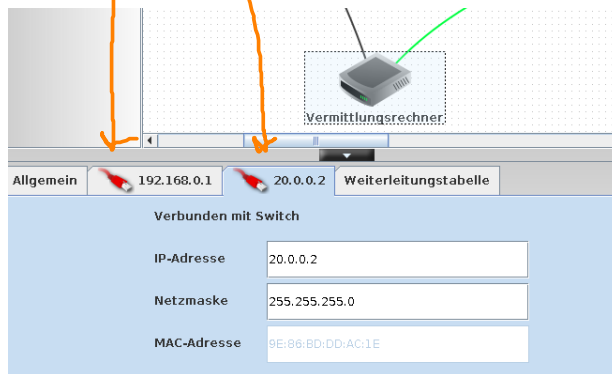 Vermittlungsrechner
Allgemein 192.168.0.1 20.0.0.2 Weiterleitungstabelle
Verbunden mit Switch
IP-Adresse 20.0.0.2
Netzmaske 255.255.255.0
MAC-Adresse 9E:86:BD:DD:AC:1E